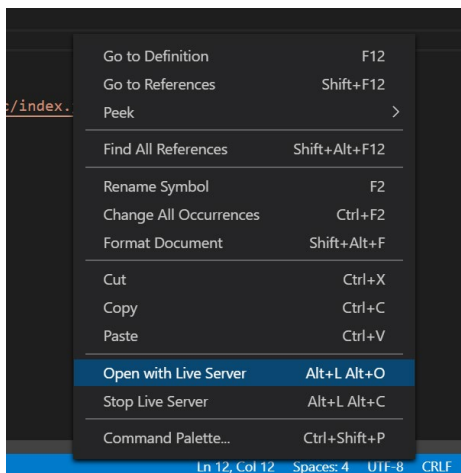 Go to Definition F12
Go to References Shift+F12
c/index.
Peek
Find All References Shift+Alt+F12
Rename Symbol F2
Change All Occurrences Ctrl+F2
Format Document Shift+Alt+F
Cut Ctrl+X
Copy Ctrl+C
Paste Ctrl+V
Open with Live Server Alt+L Alt+O
Stop Live Server Alt+L Alt+C
Command Palette... Ctrl+Shift+P
Ln 12, Col 12 Spaces: 4 UTF-8 CRLF